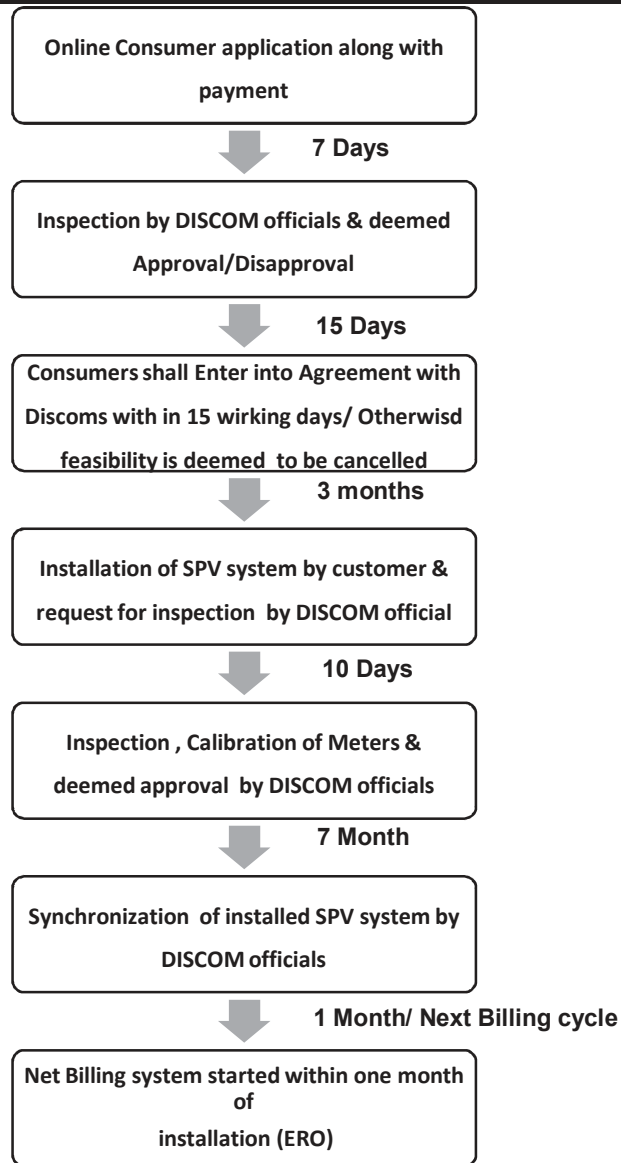 Online Consumer application along with
payment
7 Days
Inspection by DISCOM officials & deemed
Approval/Disapproval
15 Days
Consumers shall Enter into Agreement with
Discoms with in 15 wirking days/ Otherwisd
feasibility is deemed to be cancelled
3 months
Installation of SPV system by customer &
request for inspection by DISCOM official
10 Days
Inspection , Calibration of Meters &
deemed approval by DISCOM officials
7 Month
Synchronization of installed SPV system by
DISCOM officials
1 Month/ Next Billing cycle
Net Billing system started within one month
of
installation (ERO)